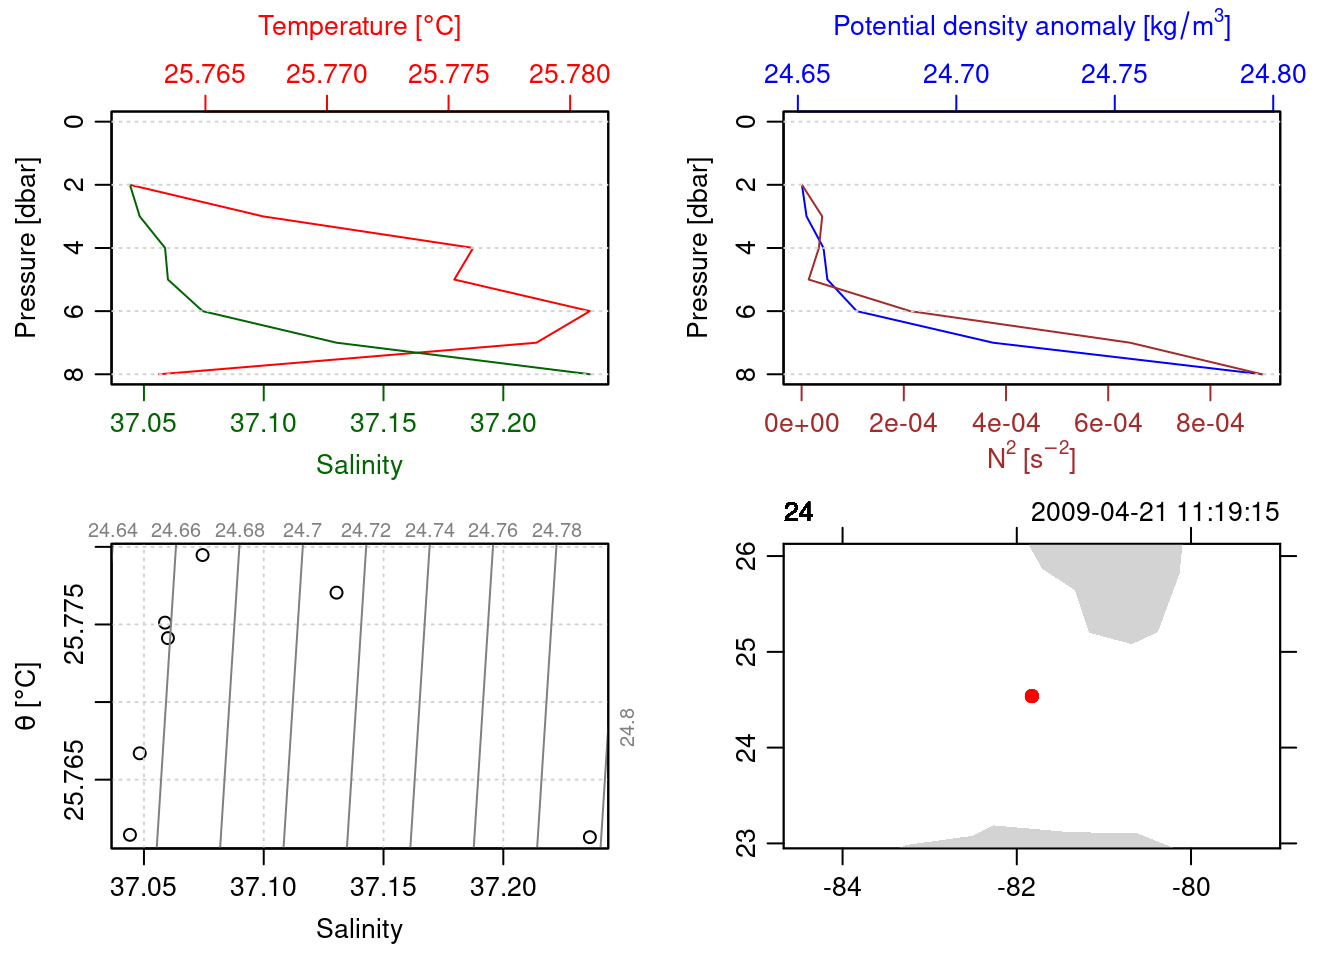 Temperature [°C]
25.765 25.770 25.775 25.780
Pressure [dbar]
0
2
4
6
8
37.05 37.10 37.15 37.20
Salinity
Potential density anomaly [kg/m³]
24.65 24.70 24.75 24.80
Pressure [dbar]
0
2
4
6
8
0e+00 2e-04 4e-04 6e-04 8e-04
N² [s⁻²]
24.64 24.66 24.68 24.7 24.72 24.74 24.76 24.78
24.8
θ [°C]
25.775
25.765
37.05 37.10 37.15 37.20
Salinity
24 2009-04-21 11:19:15
26
25
24
23
-84 -82 -80